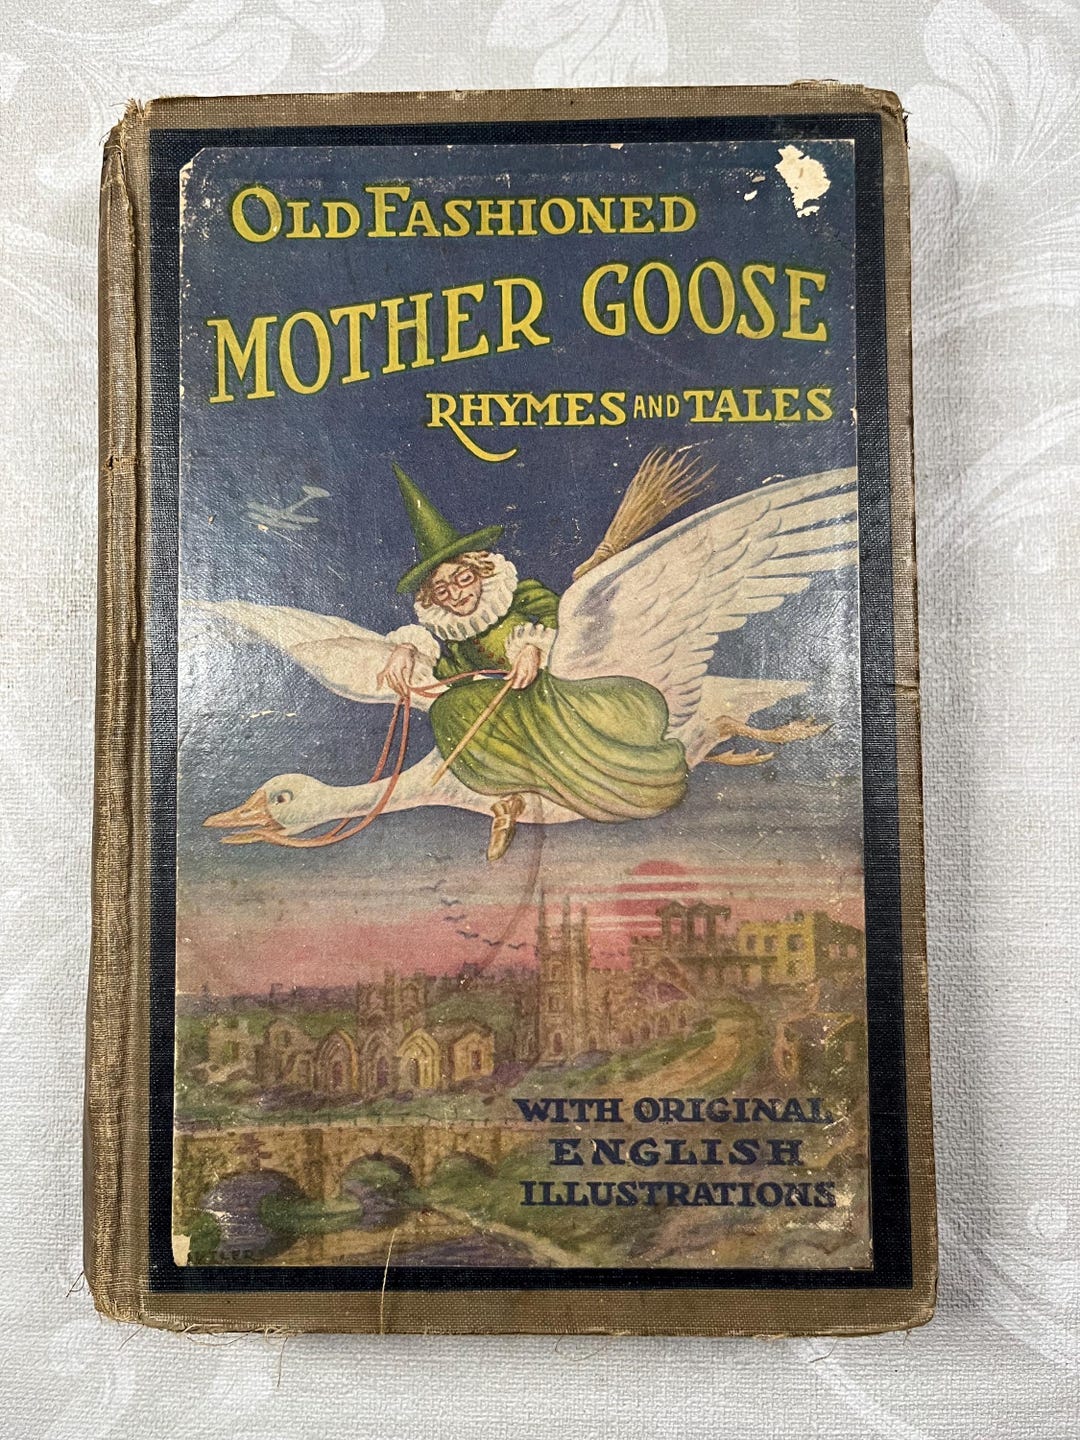 OLD FASHIONED
MOTHER GOOSE
RHYMES AND TALES
WITH ORIGINAL
ENGLISH
ILLUSTRATIONS